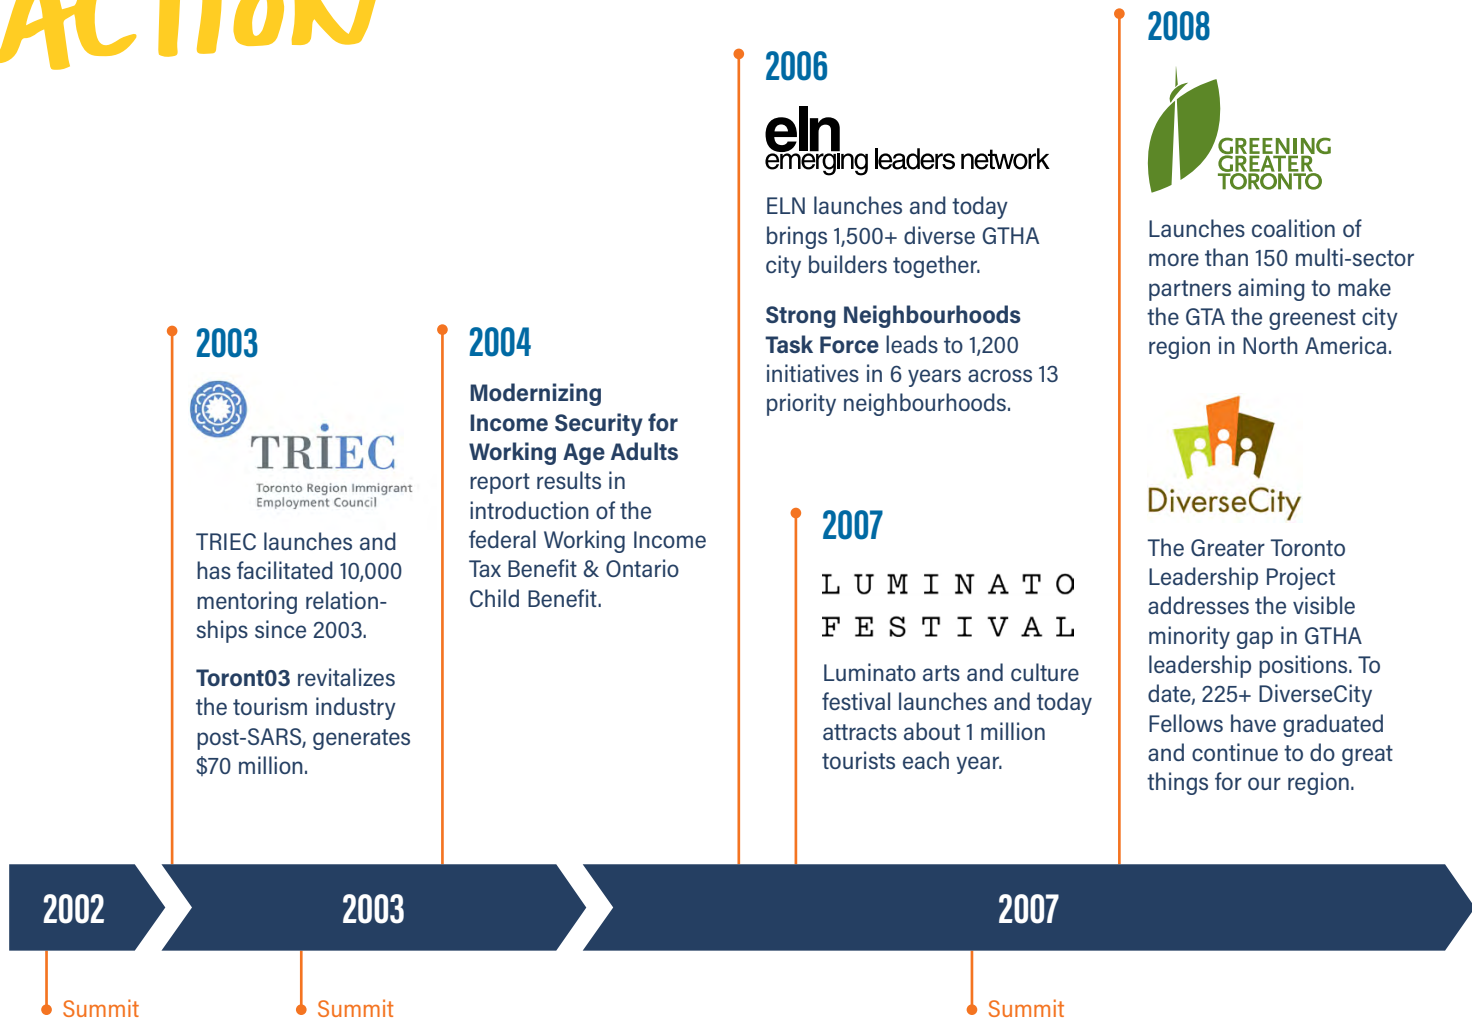 ACTION
2003
TRIEC
Toronto Region Immigrant
Employment Council
TRIEC launches and
has facilitated 10,000
mentoring relation-
ships since 2003.
Toront03 revitalizes
the tourism industry
post-SARS, generates
$70 million.
2004
Modernizing
Income Security for
Working Age Adults
report results in
introduction of the
federal Working Income
Tax Benefit & Ontario
Child Benefit.
2006
eln
emerging leaders network
ELN launches and today
brings 1,500+ diverse GTHA
city builders together.
Strong Neighbourhoods
Task Force leads to 1,200
initiatives in 6 years across 13
priority neighbourhoods.
2007
LUMINATO
FESTIVAL
Luminato arts and culture
festival launches and today
attracts about 1 million
tourists each year.
2008
GREENING
GREATER
TORONTO
Launches coalition of
more than 150 multi-sector
partners aiming to make
the GTA the greenest city
region in North America.
DiverseCity
The Greater Toronto
Leadership Project
addresses the visible
minority gap in GTHA
leadership positions. To
date, 225+ DiverseCity
Fellows have graduated
and continue to do great
things for our region.
2002
2003
2007
Summit
Summit
Summit